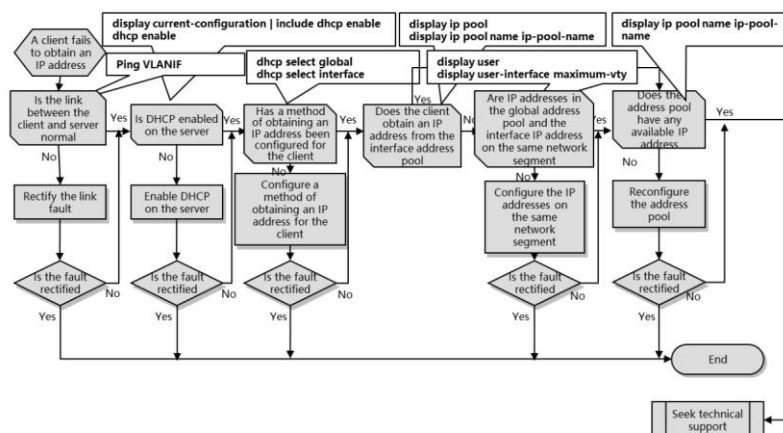 display current-configuration | include dhcp enable
dhcp enable
display ip pool
display ip pool name ip-pool-name
display ip pool name ip-pool-
name
A client fails
to obtain an
IP address
Ping VLANIF
dhcp select global
dhcp select interface
display user
display user-interface maximum-vty
Is the link
between the
client and server
normal
Yes
Is DHCP enabled
on the server
Yes
Has a method
of obtaining an
IP address been
configured for
the client
Yes
Does the client
obtain an IP
address from the
interface address
pool
Yes
No
Are IP addresses in
the global address
pool and the
interface IP address
on the same network
segment
Yes
Does the
address pool
have any
available IP
address
Yes
No
No
No
No
No
Rectify the link
fault
Enable DHCP
on the server
Configure a
method of
obtaining an IP
address for the
client
Configure the IP
addresses on
the same
network
segment
Reconfigure
the address
pool
Is the fault
rectified
No
Is the fault
rectified
No
Is the fault
rectified
No
Is the fault
rectified
No
Is the fault
rectified
No
Yes
Yes
Yes
Yes
Yes
End
Seek technical
support